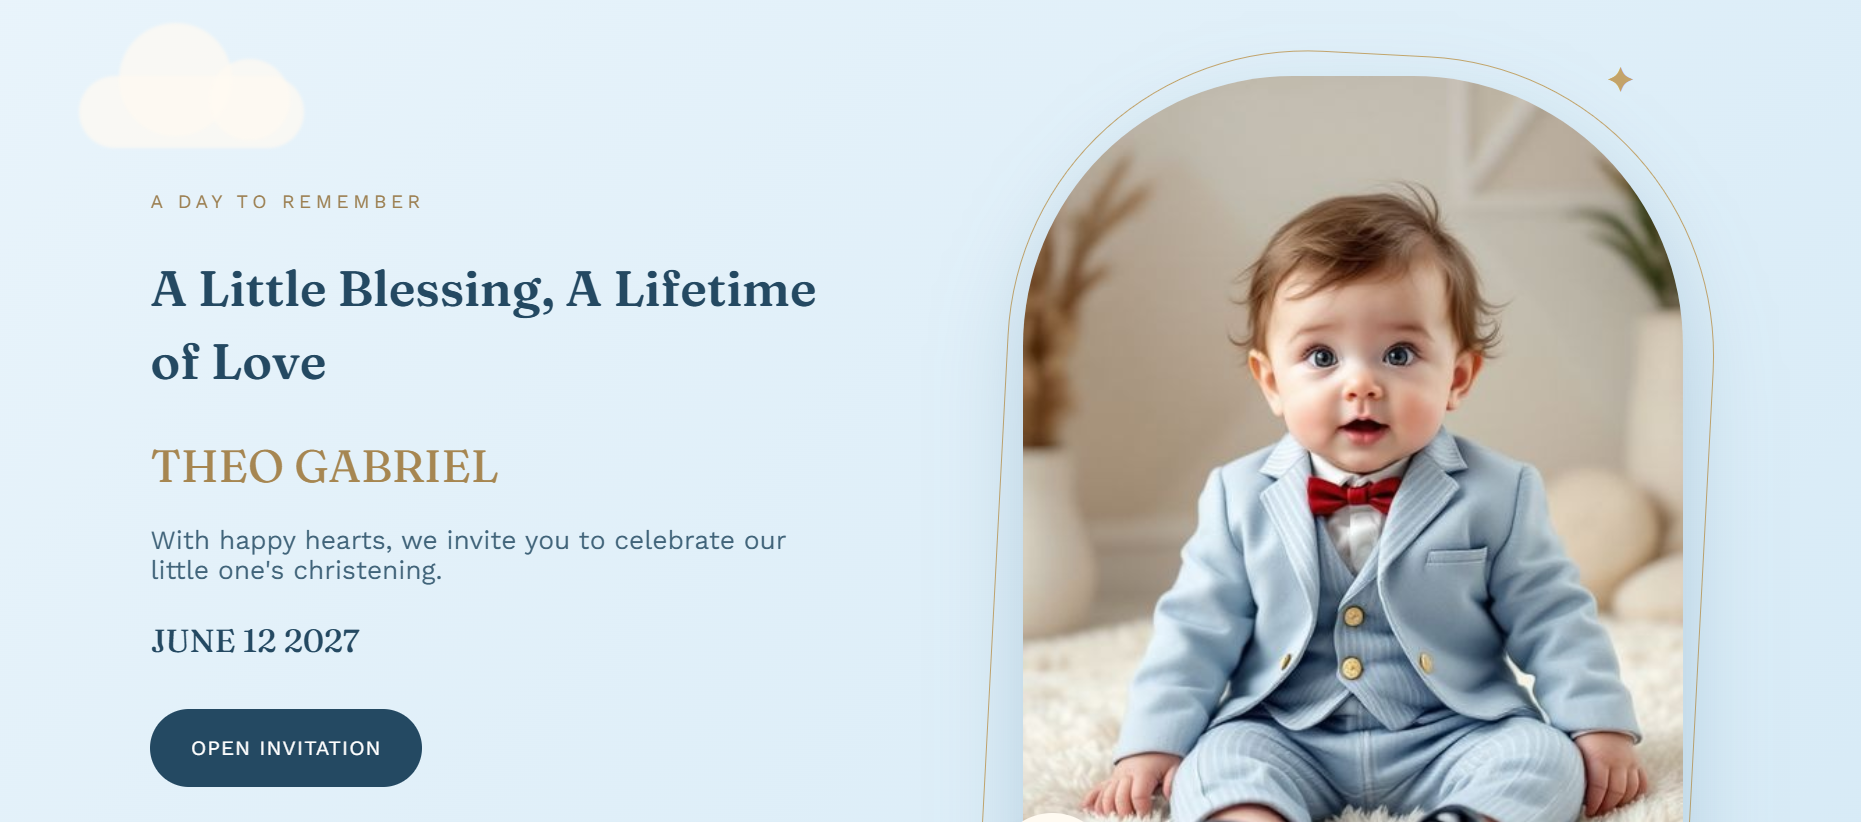 A DAY TO REMEMBER
A Little Blessing, A Lifetime
of Love
THEO GABRIEL
With happy hearts, we invite you to celebrate our
little one's christening.
JUNE 12 2027
OPEN INVITATION